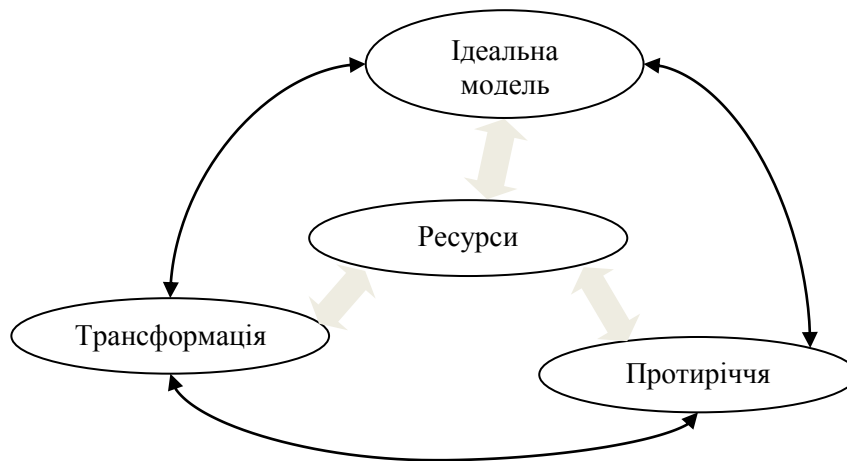 Ідеальна
модель
Ресурси
Трансформація
Протиріччя